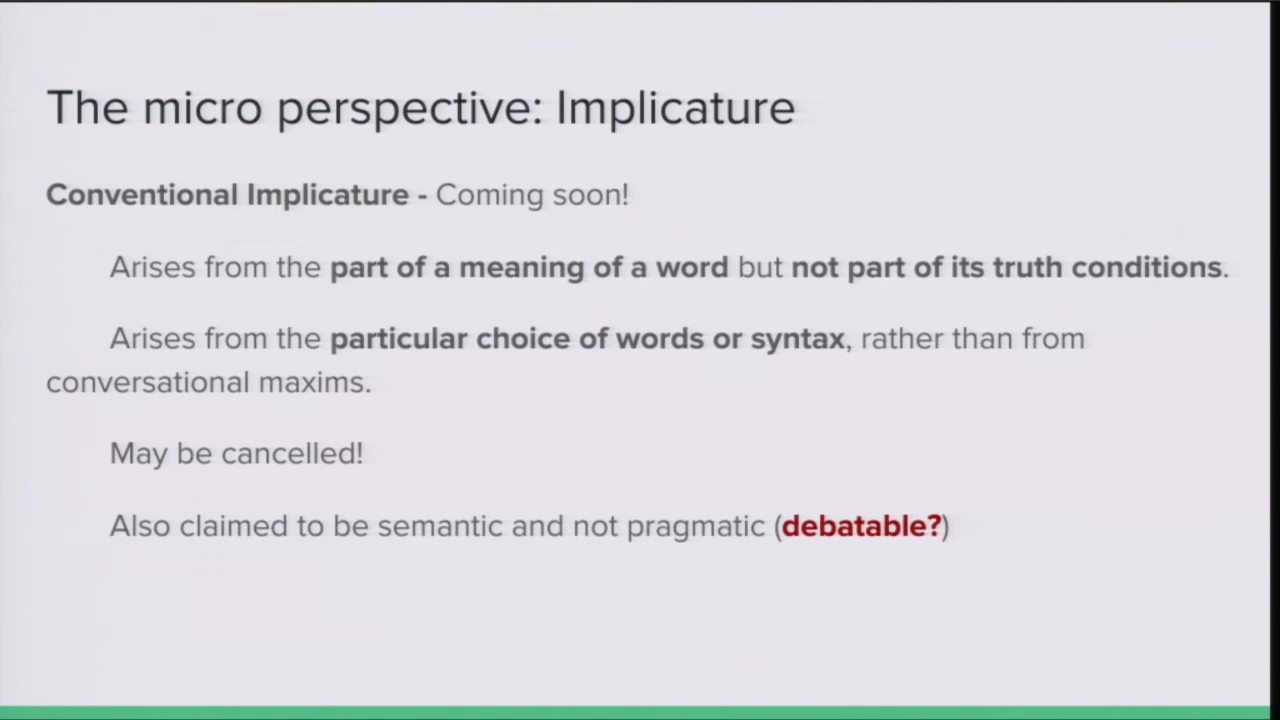 The micro perspective: Implicature
Conventional Implicature - Coming soon!
Arises from the part of a meaning of a word but not part of its truth conditions.
Arises from the particular choice of words or syntax, rather than from
conversational maxims.
May be cancelled!
Also claimed to be semantic and not pragmatic (debatable?)